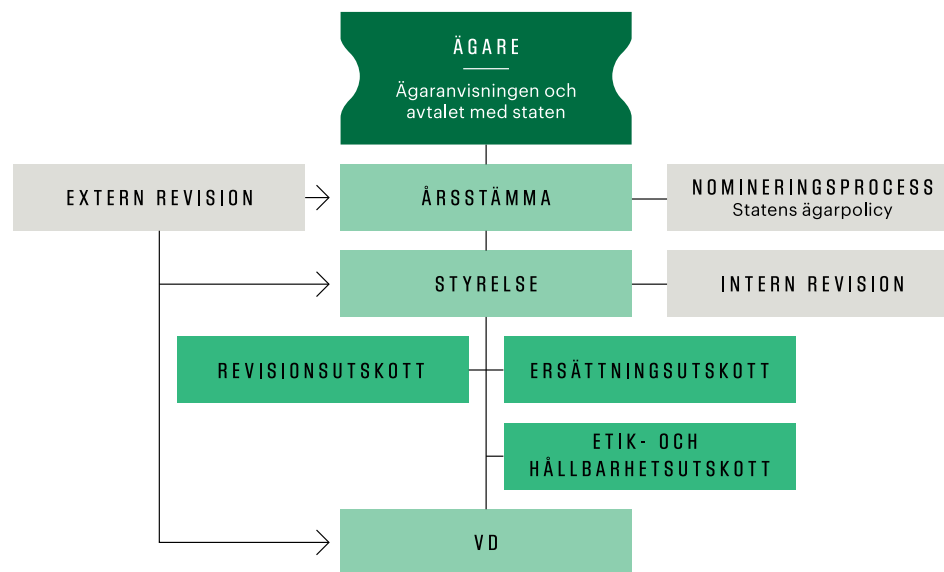 ÄGARE
Ägaranvisningen och
avtalet med staten
EXTERN REVISION
ÅRSSTÄMMA
NOMINERINGSPROCESS
Statens ägarpolicy
STYRELSE
INTERN REVISION
REVISIONSUTSKOTT
ERSÄTTNINGSUTSKOTT
ETIK- OCH
HÅLLBARHETSUTSKOTT
VD